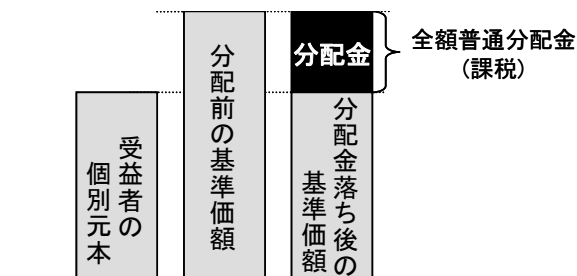 分配金
全額普通分配金
(課税)
受益者の
個別元本
分配前の基準価額
分配金落ち後の
基準価額